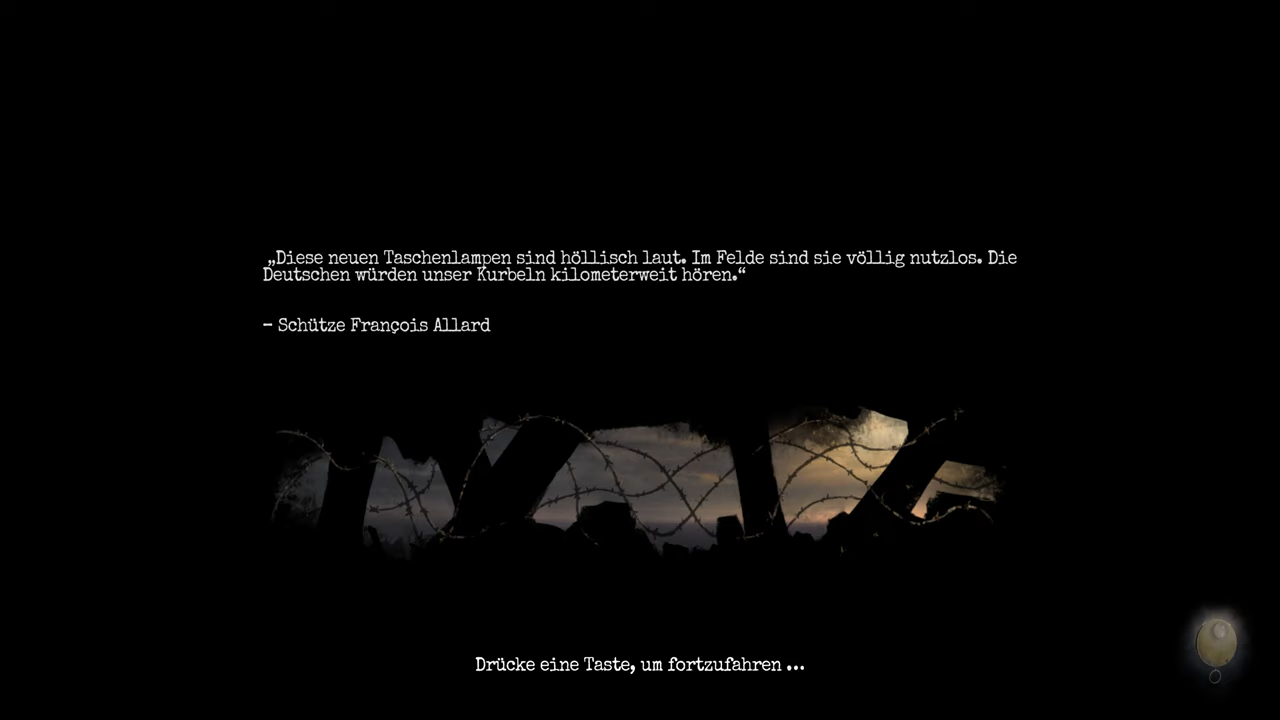 „Diese neuen Taschenlampen sind höllisch laut. Im Felde sind sie völlig nutzlos. Die
Deutschen würden unser Kurbeln kilometerweit hören.“
– Schütze François Allard
Drücke eine Taste, um fortzufahren ...